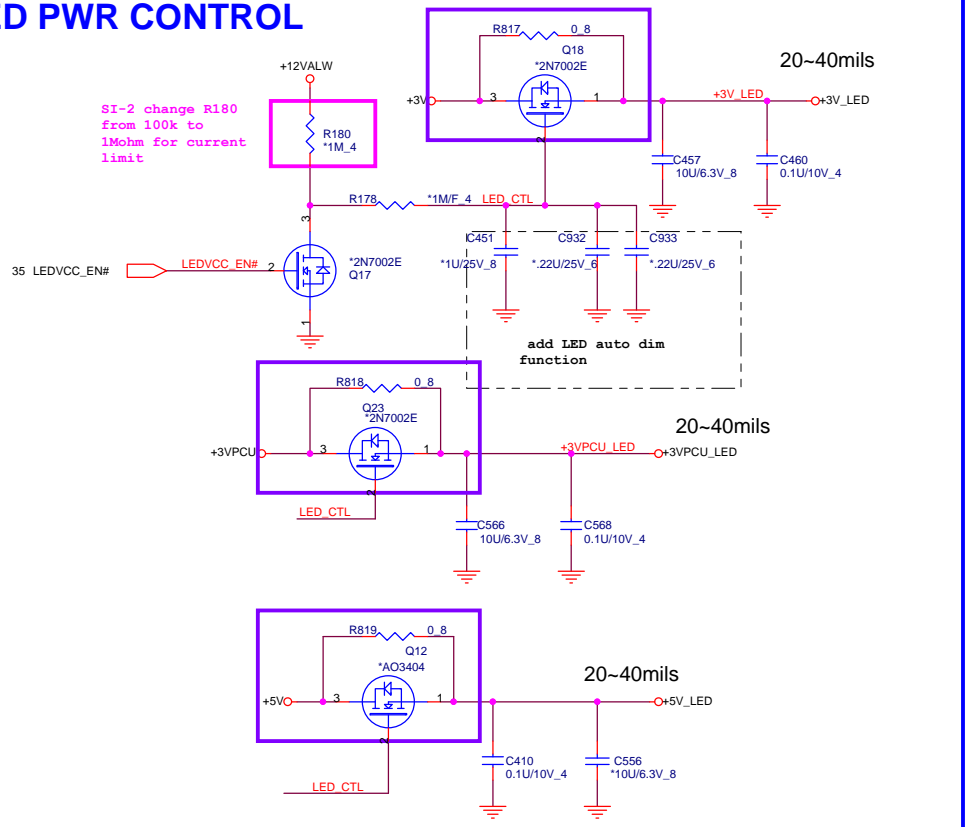 ED PWR CONTROL
R817
0_8
Q18
*2N7002E
20~40mils
+12VALW
+3V
3
1
2
+3V_LED
+3V_LED
SI-2 change R180
from 100k to
1Mohm for current
limit
R180
*1M_4
C457
10U/6.3V_8
C460
0.1U/10V_4
R178
*1M/F_4
LED_CTL
3
C451
*1U/25V_8
C932
*.22U/25V_6
C933
*.22U/25V_6
35 LEDVCC_EN#
LEDVCC_EN#
2
*2N7002E
Q17
1
add LED auto dim
function
R818
0_8
Q23
*2N7002E
20~40mils
+3VPCU
3
1
2
+3VPCU_LED
+3VPCU_LED
LED_CTL
C566
10U/6.3V_8
C568
0.1U/10V_4
R819
0_8
Q12
*AO3404
20~40mils
+5V
3
1
2
+5V_LED
C410
0.1U/10V_4
C556
*10U/6.3V_8
LED_CTL